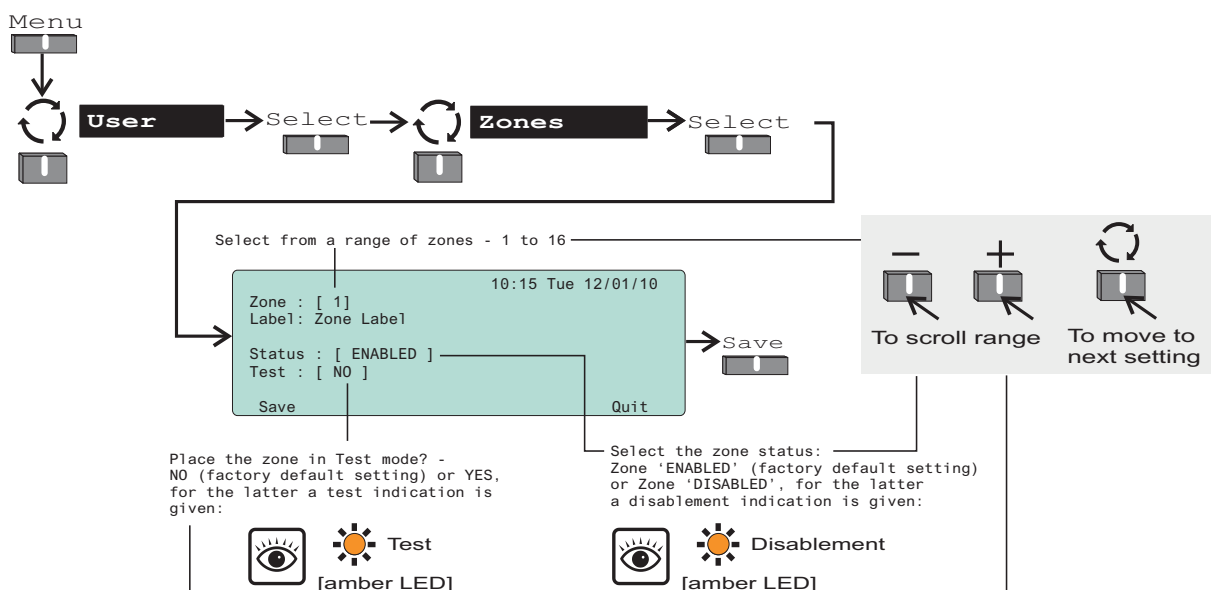 Menu
User
Select
Zones
Select
Select from a range of zones - 1 to 16
10:15 Tue 12/01/10
Zone : [ 1]
Label: Zone Label
Status : [ ENABLED ]
Test : [ NO ]
Save
Quit
Save
− +
To scroll range
To move to
next setting
Place the zone in Test mode? -
NO (factory default setting) or YES,
for the latter a test indication is
given:
Test
[amber LED]
Select the zone status:
Zone 'ENABLED' (factory default setting)
or Zone 'DISABLED', for the latter
a disablement indication is given:
Disablement
[amber LED]